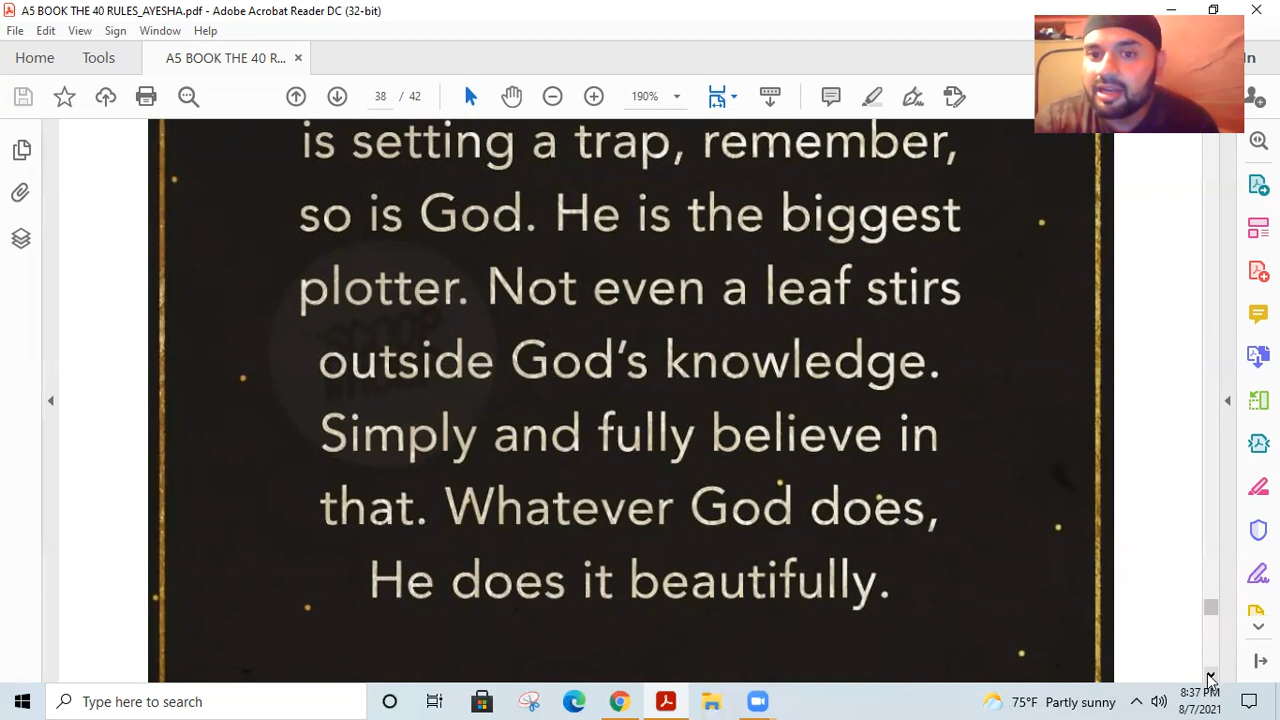 A5 BOOK THE 40 RULES_AYESHA.pdf - Adobe Acrobat Reader DC (32-bit)
File Edit View Sign Window Help
Home Tools A5 BOOK THE 40 R... In
38 / 42 190%
is setting a trap, remember,
so is God. He is the biggest
plotter. Not even a leaf stirs
outside God's knowledge.
Simply and fully believe in
that. Whatever God does,
He does it beautifully.
Type here to search
75°F Partly sunny
8:37 PM
8/7/2021